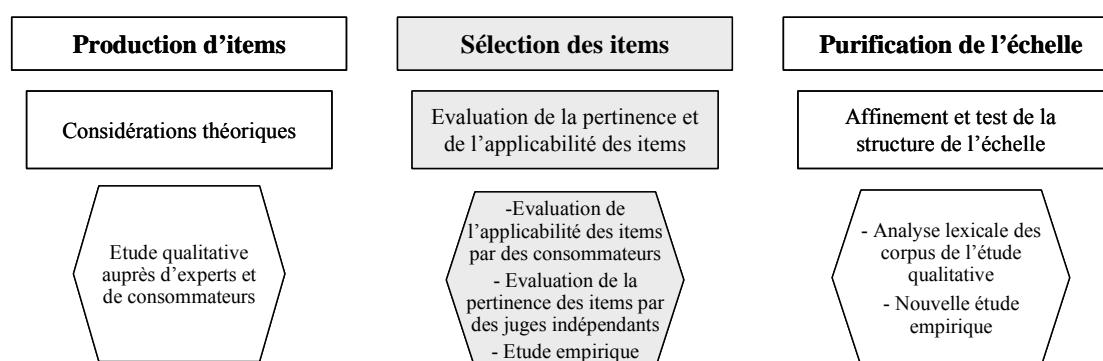 Production d'items
Considérations théoriques
Etude qualitative
auprès d'experts et
de consommateurs
Sélection des items
Evaluation de la pertinence et
de l'applicabilité des items
-Evaluation de
l'applicabilité des items
par des consommateurs
- Evaluation de la
pertinence des items par
des juges indépendants
- Etude empirique
Purification de l'échelle
Affinement et test de la
structure de l'échelle
- Analyse lexicale des
corpus de l'étude
qualitative
- Nouvelle étude
empirique